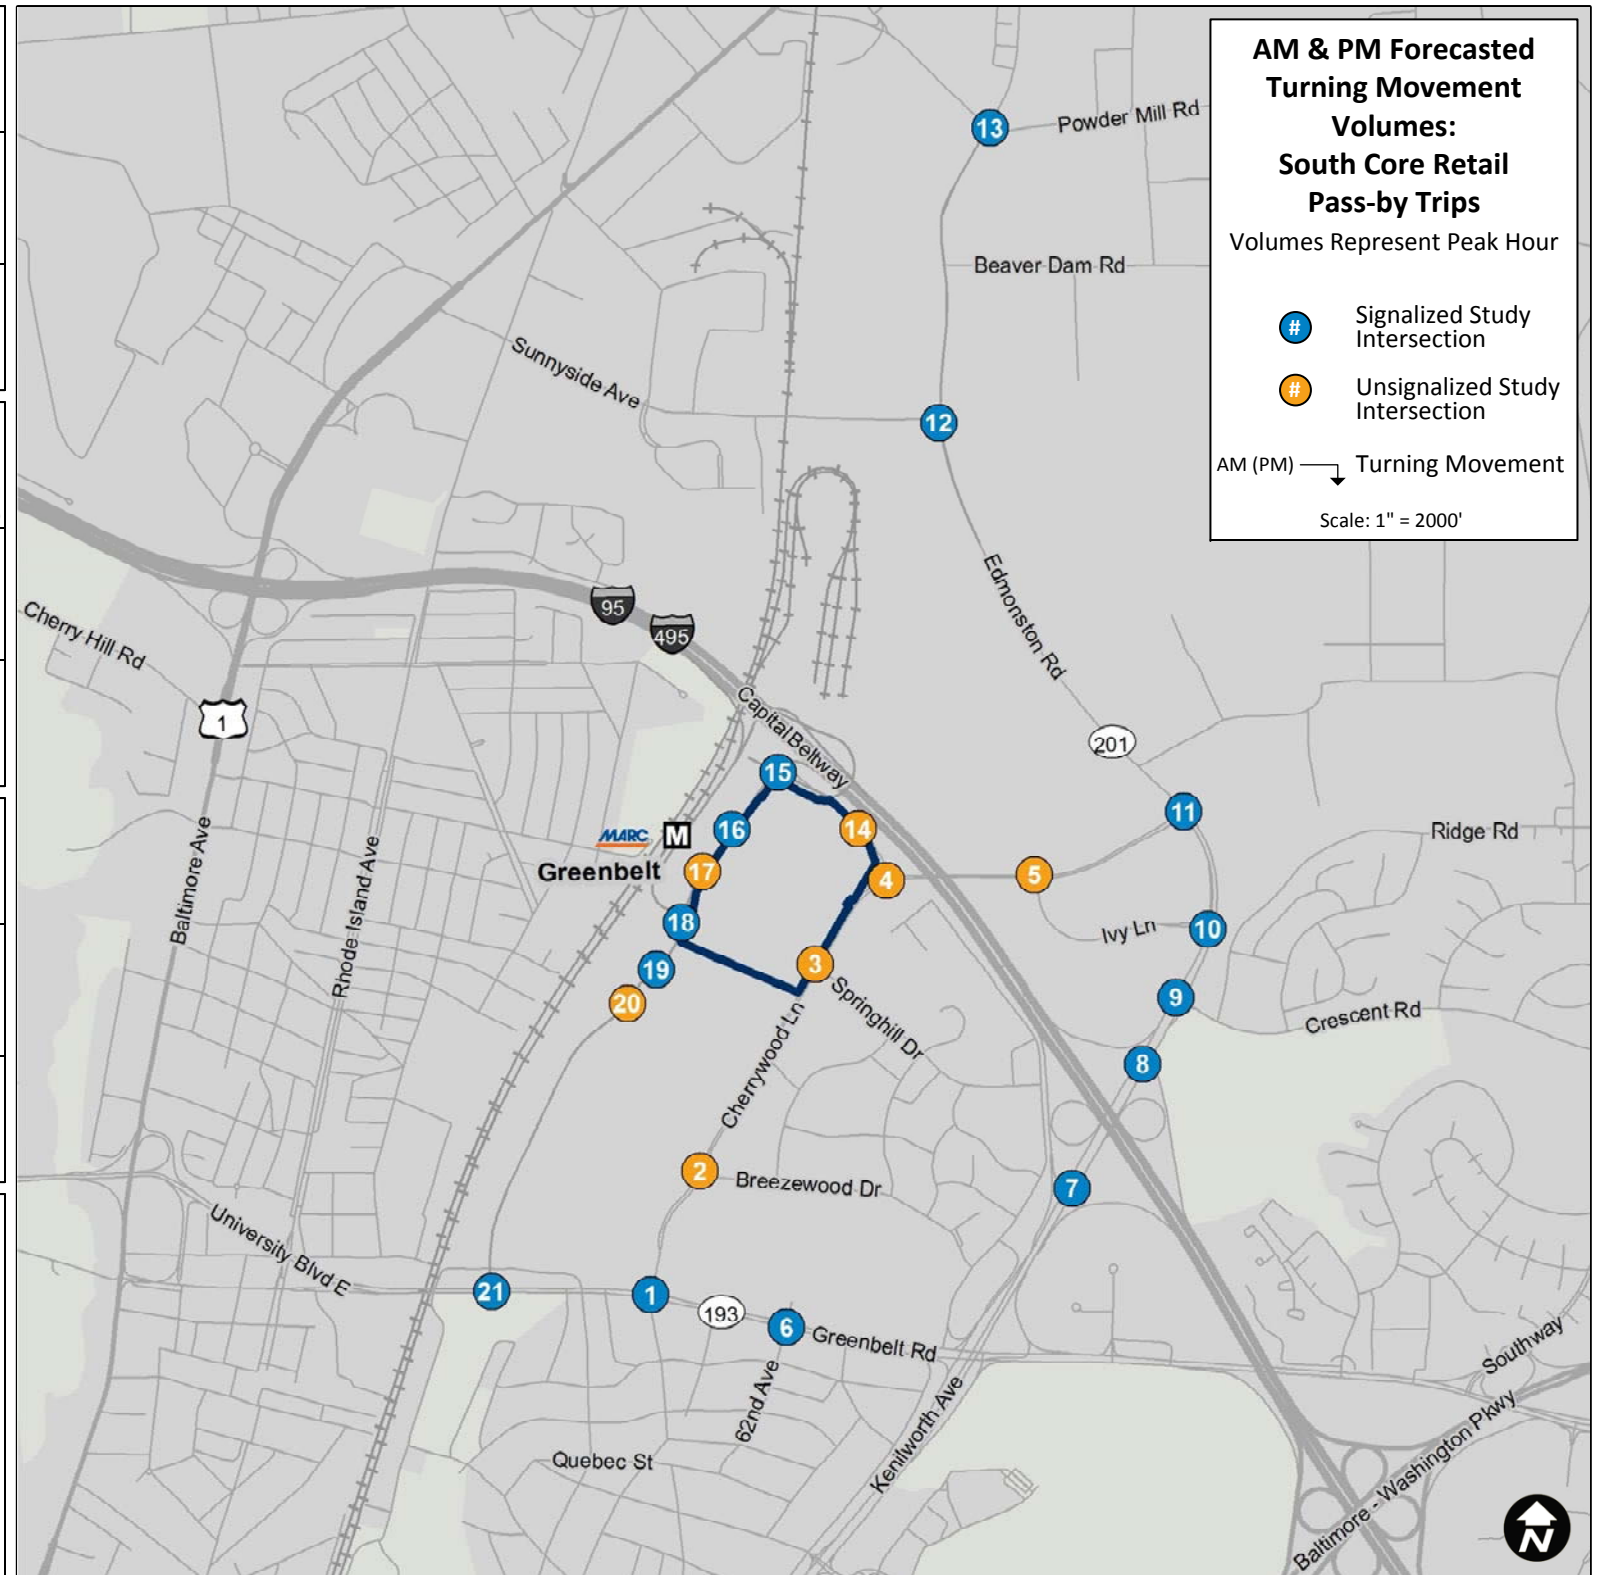 AM & PM Forecasted
Turning Movement
Volumes:
South Core Retail
Pass-by Trips
Volumes Represent Peak Hour
#
Signalized Study
Intersection
#
Unsignalized Study
Intersection
AM (PM)
Turning Movement
Scale: 1" = 2000'
13
Powder Mill Rd
Beaver Dam Rd
Sunnyside Ave
12
Edmonston Rd
95
495
Cherry Hill Rd
1
Capital Beltway
201
15
11
16
14
Ridge Rd
MARC
M
Greenbelt
17
4
5
Baltimore Ave
Rhode Island Ave
18
Ivy Ln
10
19
3
9
20
Springhill Dr
Crescent Rd
Cherrywood Ln
8
2
Breezewood Dr
7
University Blvd E
21
1
193
6
Greenbelt Rd
Southway
62nd Ave
Kenilworth Ave
Quebec St
Baltimore - Washington Pkwy
N